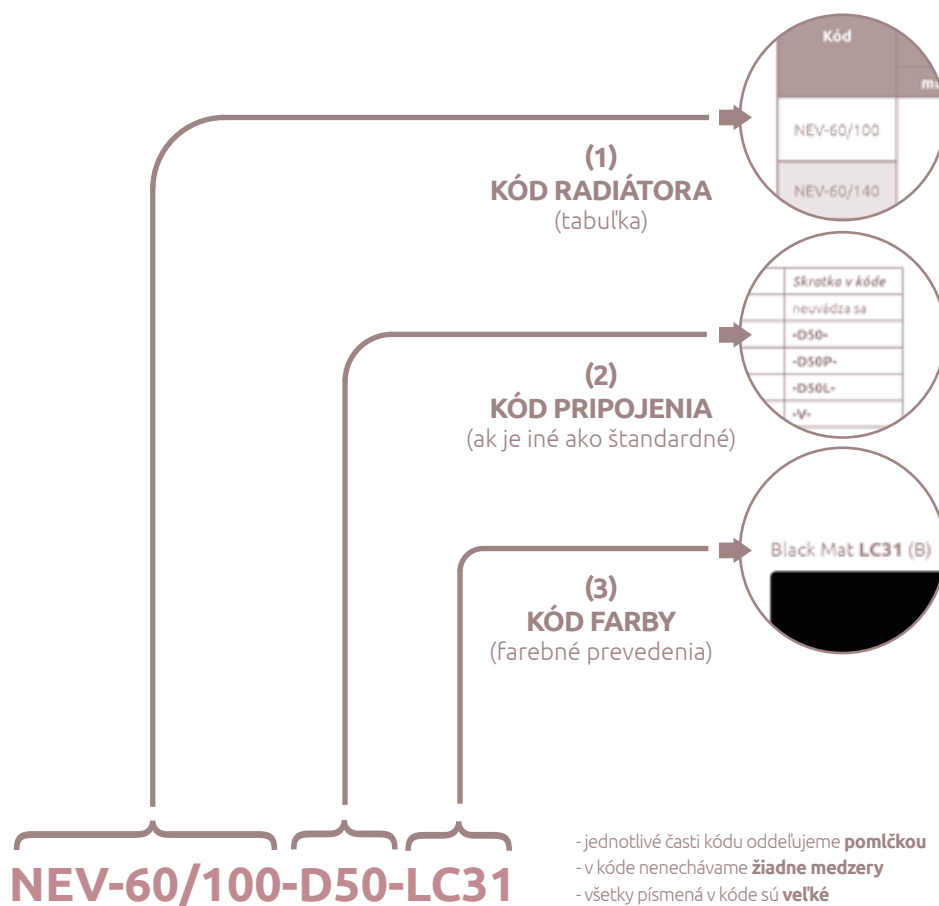 Kód
NEV-60/100
NEV-60/140
(1)
KÓD RADIÁTORA
(tabuľka)
Skratka v kóde
neuvádza sa
-D50-
-D50P-
-D50L-
-V-
(2)
KÓD PRIPOJENIA
(ak je iné ako štandardné)
Black Mat LC31 (B)
(3)
KÓD FARBY
(farebné prevedenia)
NEV-60/100-D50-LC31
- jednotlivé časti kódu oddeľujeme pomlčkou
- v kóde nenechávame žiadne medzery
- všetky písmená v kóde sú veľké